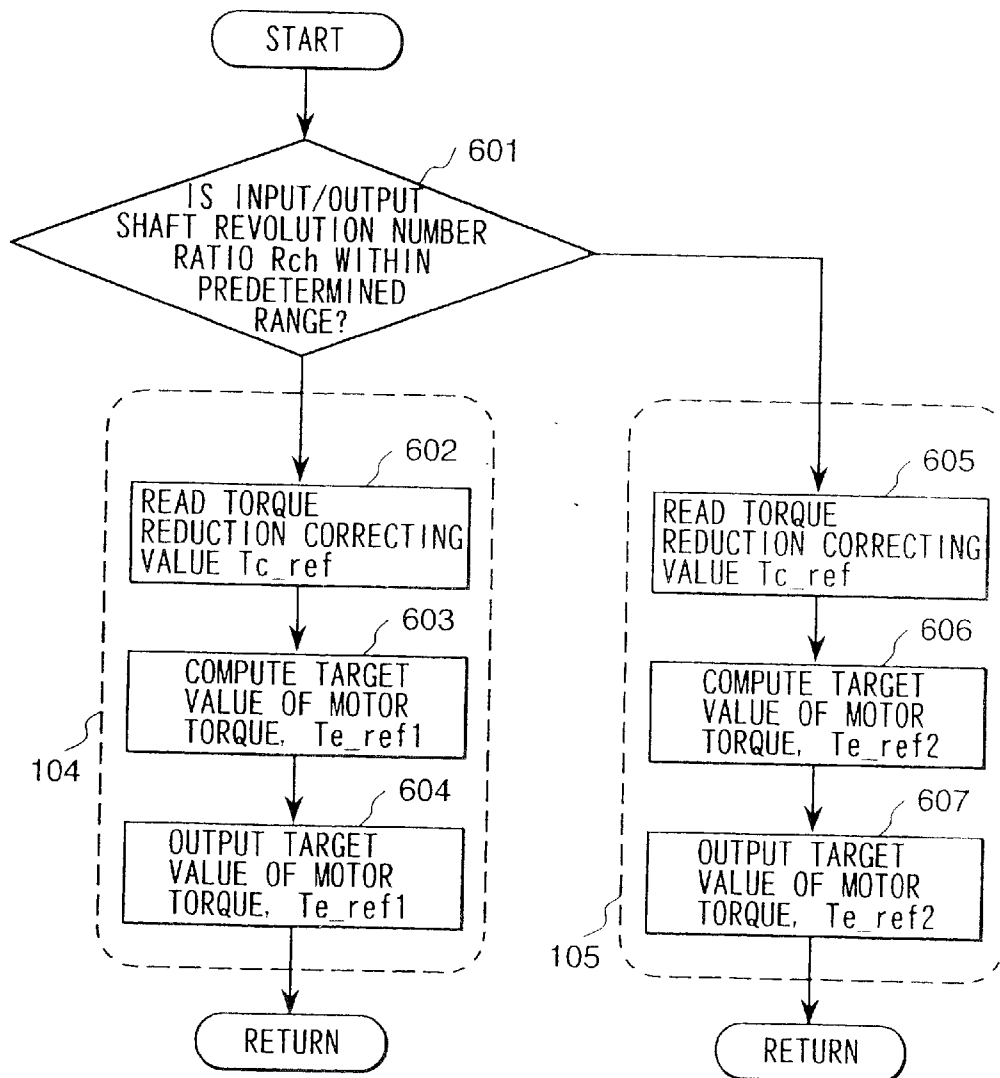 START
601
IS INPUT/OUTPUT
SHAFT REVOLUTION NUMBER
RATIO Rch WITHIN
PREDETERMINED
RANGE?
602
READ TORQUE
REDUCTION CORRECTING
VALUE Tc_ref
603
COMPUTE TARGET
VALUE OF MOTOR
TORQUE, Te_ref1
104
604
OUTPUT TARGET
VALUE OF MOTOR
TORQUE, Te_ref1
RETURN
605
READ TORQUE
REDUCTION CORRECTING
VALUE Tc_ref
606
COMPUTE TARGET
VALUE OF MOTOR
TORQUE, Te_ref2
607
OUTPUT TARGET
VALUE OF MOTOR
TORQUE, Te_ref2
105
RETURN